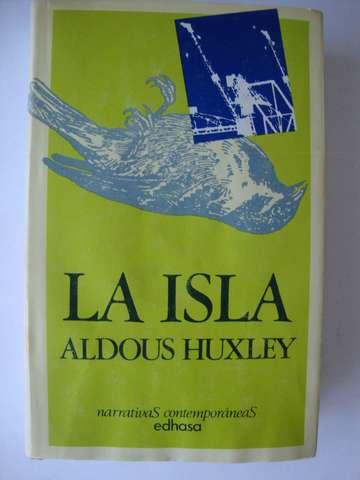 LA ISLA
ALDOUS HUXLEY
narrativaS contemporáneaS
edhasa